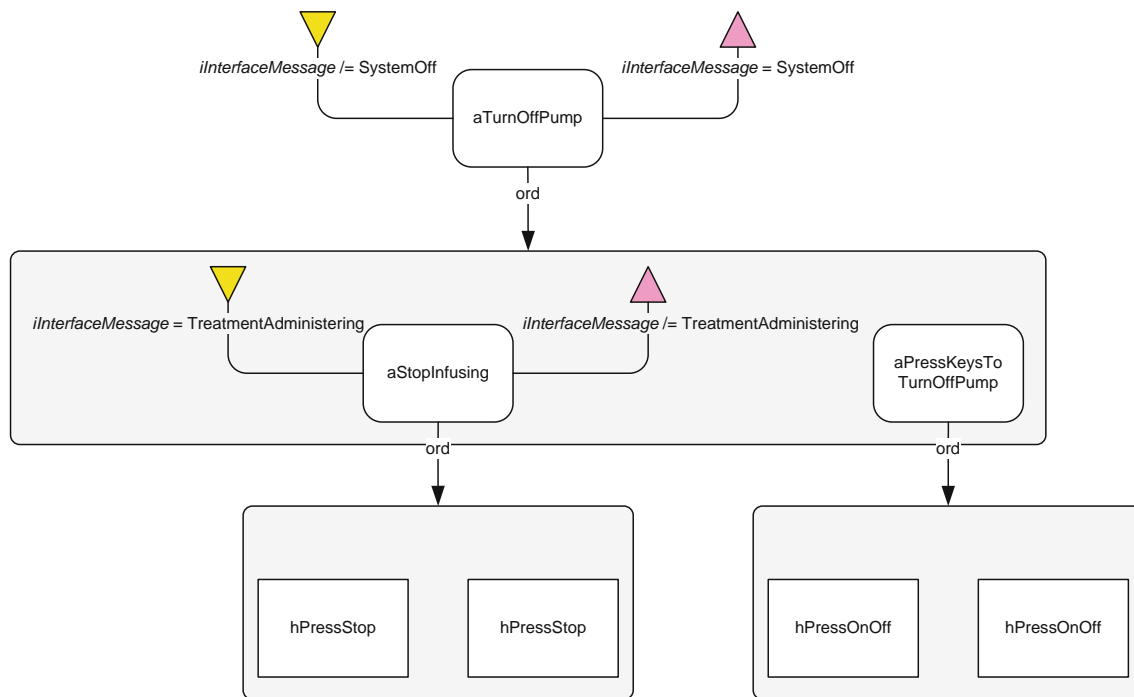 iInterfaceMessage /= SystemOff
iInterfaceMessage = SystemOff
aTurnOffPump
ord
iInterfaceMessage = TreatmentAdministering
iInterfaceMessage /= TreatmentAdministering
aStopInfusing
aPressKeysTo
TurnOffPump
ord
ord
hPressStop
hPressStop
hPressOnOff
hPressOnOff